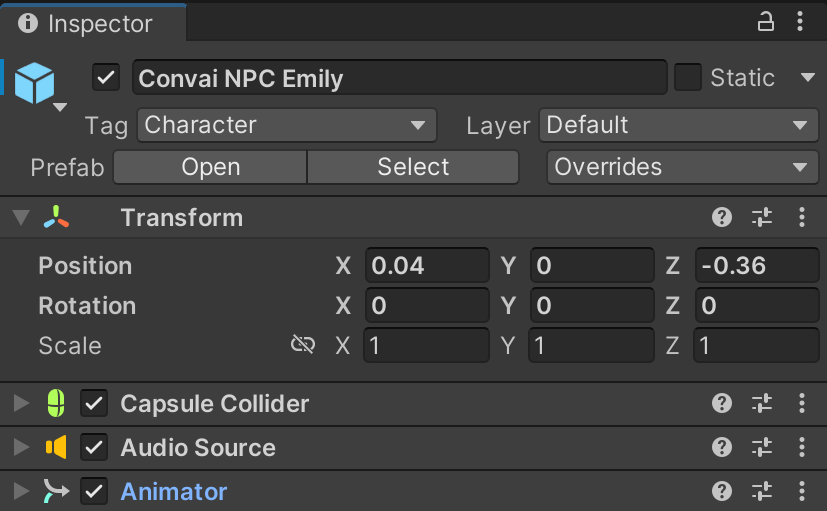 Inspector
Convai NPC Emily Static
Tag Character Layer Default
Prefab Open Select Overrides
Transform
Position X 0.04 Y 0 Z -0.36
Rotation X 0 Y 0 Z 0
Scale X 1 Y 1 Z 1
Capsule Collider
Audio Source
Animator